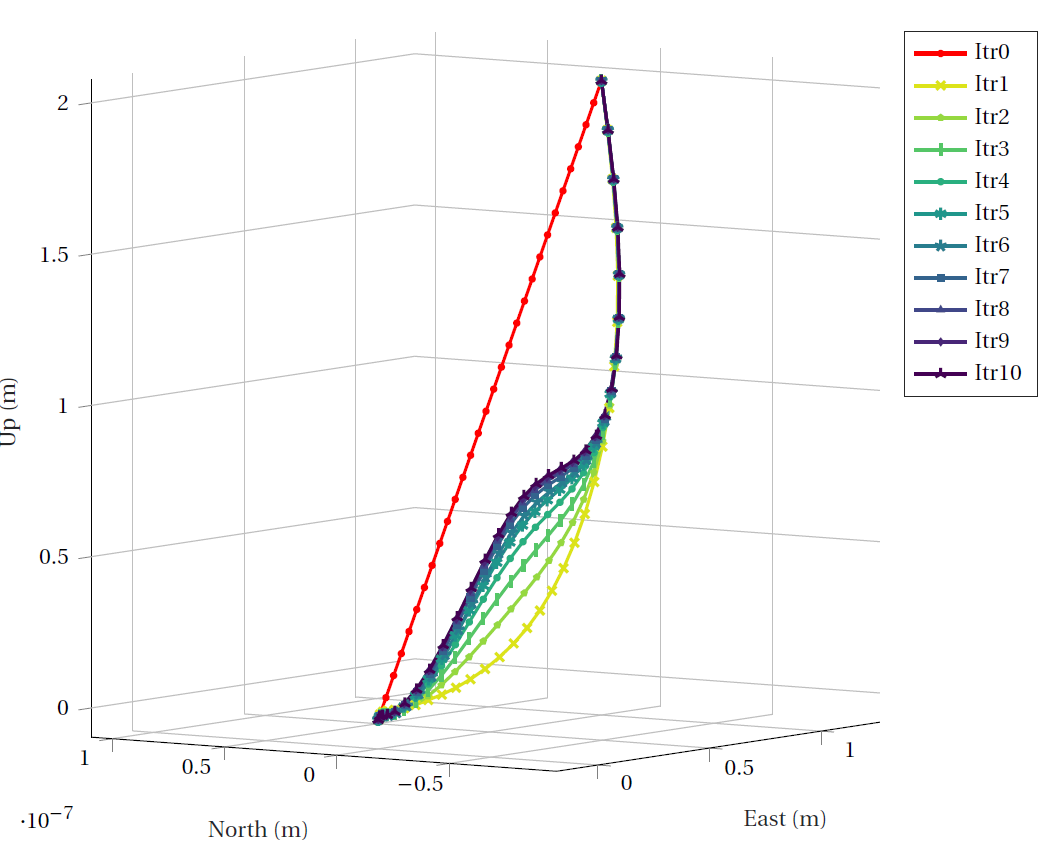 Itr0
Itr1
Itr2
Itr3
Itr4
Itr5
Itr6
Itr7
Itr8
Itr9
Itr10
2
1.5
1
0.5
0
Up (m)
1
0.5
0
−0.5
·10−7
North (m)
0
0.5
1
East (m)